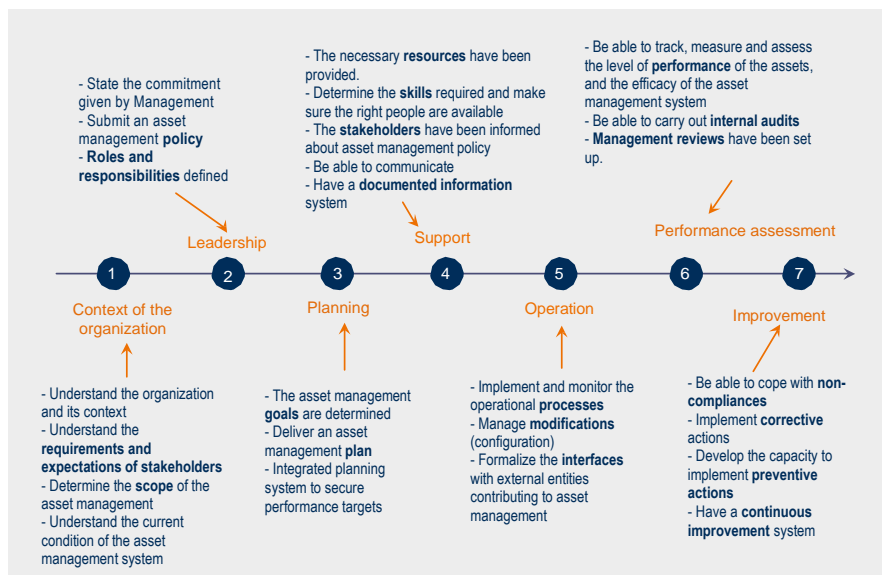 - State the commitment
given by Management
- Submit an asset
management policy
- Roles and
responsibilities defined
- The necessary resources have been
provided.
- Determine the skills required and make
sure the right people are available
- The stakeholders have been informed
about asset management policy
- Be able to communicate
- Have a documented information
system
- Be able to track, measure and assess
the level of performance of the assets,
and the efficacy of the asset
management system
- Be able to carry out internal audits
- Management reviews have been set
up.
Leadership
Support
Performance assessment
1
2
3
4
5
6
7
Context of the
organization
Planning
Operation
Improvement
- Understand the organization
and its context
- Understand the
requirements and
expectations of stakeholders
- Determine the scope of the
asset management
- Understand the current
condition of the asset
management system
- The asset management
goals are determined
- Deliver an asset
management plan
- Integrated planning
system to secure
performance targets
- Implement and monitor the
operational processes
- Manage modifications
(configuration)
- Formalize the interfaces
with external entities
contributing to asset
management
- Be able to cope with non-
compliances
- Implement corrective
actions
- Develop the capacity to
implement preventive
actions
- Have a continuous
improvement system